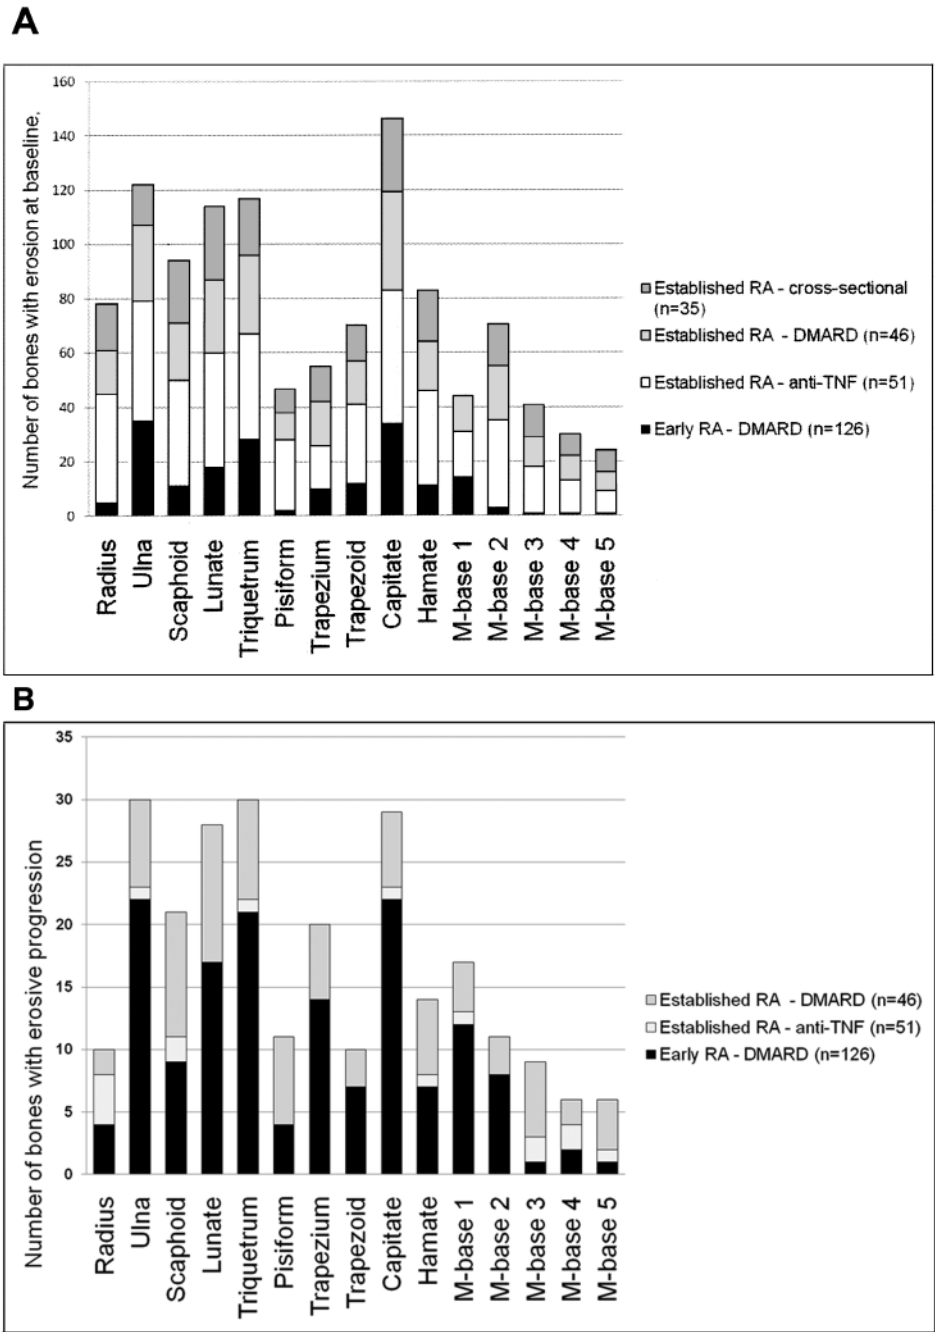 A
Number of bones with erosion at baseline.
160
140
120
100
80
60
40
20
0
Radius
Ulna
Scaphoid
Lunate
Triquetrum
Pisiform
Trapezium
Trapezoid
Capitate
Hamate
M-base 1
M-base 2
M-base 3
M-base 4
M-base 5
Established RA - cross-sectional
(n=35)
Established RA - DMARD (n=46)
Established RA - anti-TNF (n=51)
Early RA - DMARD (n=126)
B
Number of bones with erosive progression
35
30
25
20
15
10
5
0
Radius
Ulna
Scaphoid
Lunate
Triquetrum
Pisiform
Trapezium
Trapezoid
Capitate
Hamate
M-base 1
M-base 2
M-base 3
M-base 4
M-base 5
Established RA - DMARD (n=46)
Established RA - anti-TNF (n=51)
Early RA - DMARD (n=126)